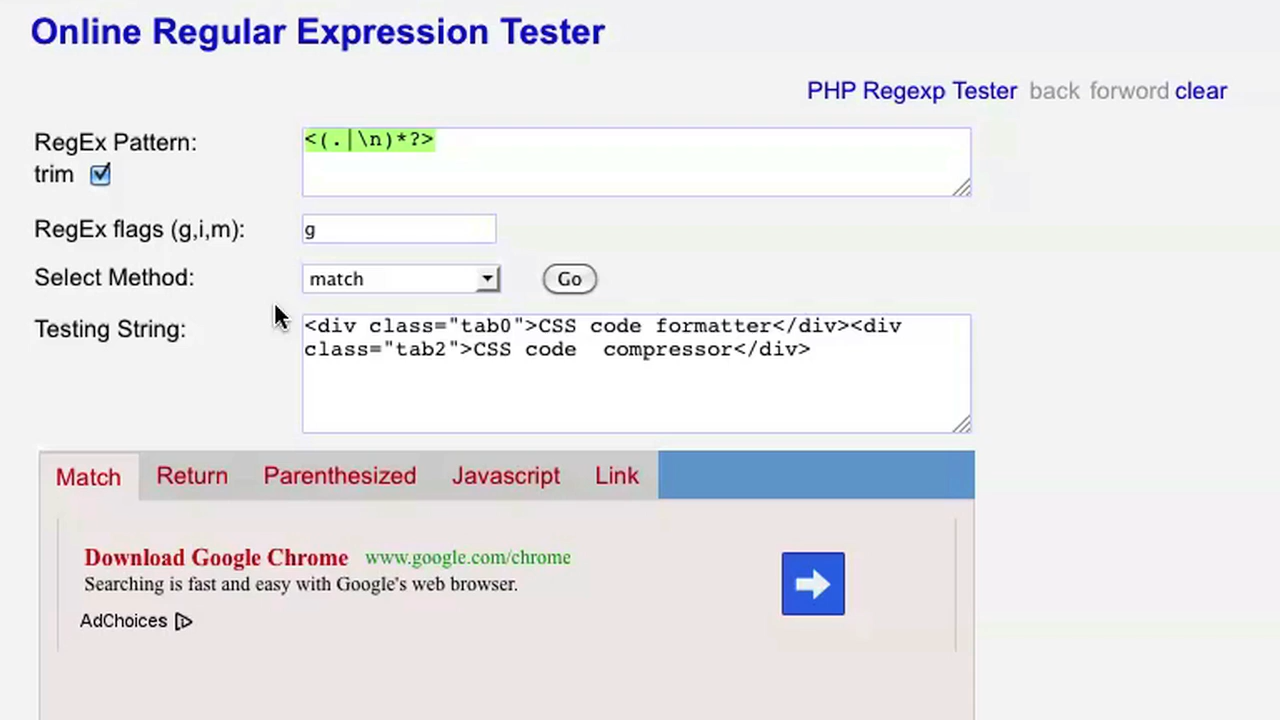 Online Regular Expression Tester
PHP Regexp Tester back forward clear
RegEx Pattern:
<(.|\n)*?>
trim
RegEx flags (g,i,m):
g
Select Method:
match
Go
Testing String:
<div class="tab0">CSS code formatter</div><div
class="tab2">CSS code  compressor</div>
Match Return Parenthesized Javascript Link
Download Google Chrome www.google.com/chrome
Searching is fast and easy with Google's web browser.
AdChoices